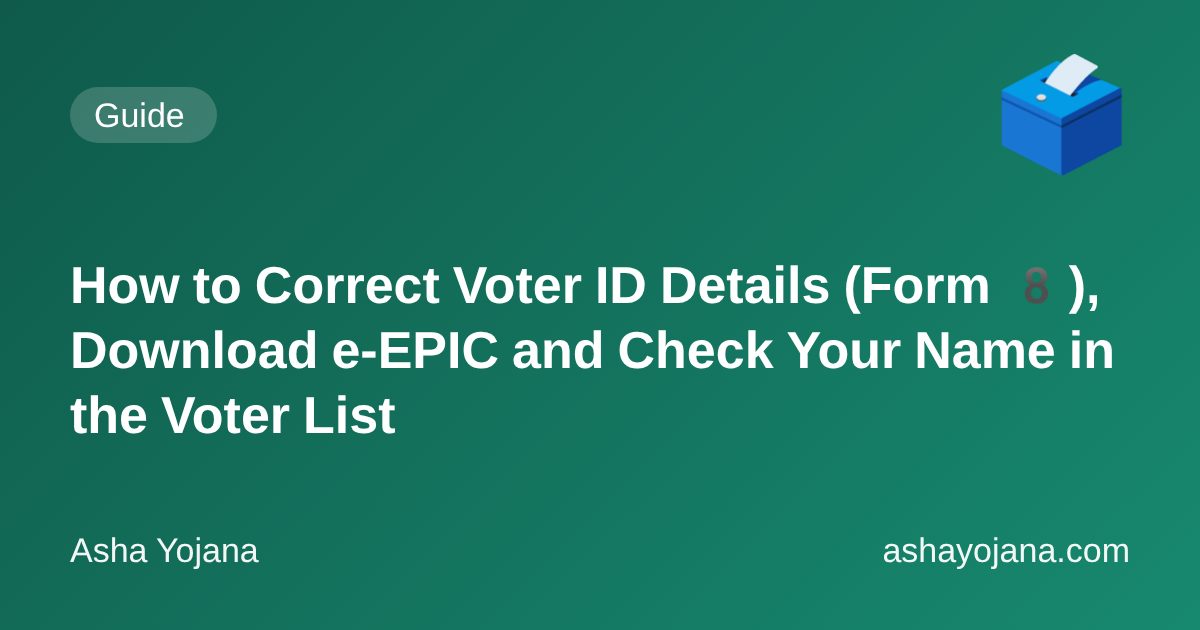 Guide
How to Correct Voter ID Details (Form 8),
Download e-EPIC and Check Your Name in
the Voter List
Asha Yojana
ashayojana.com